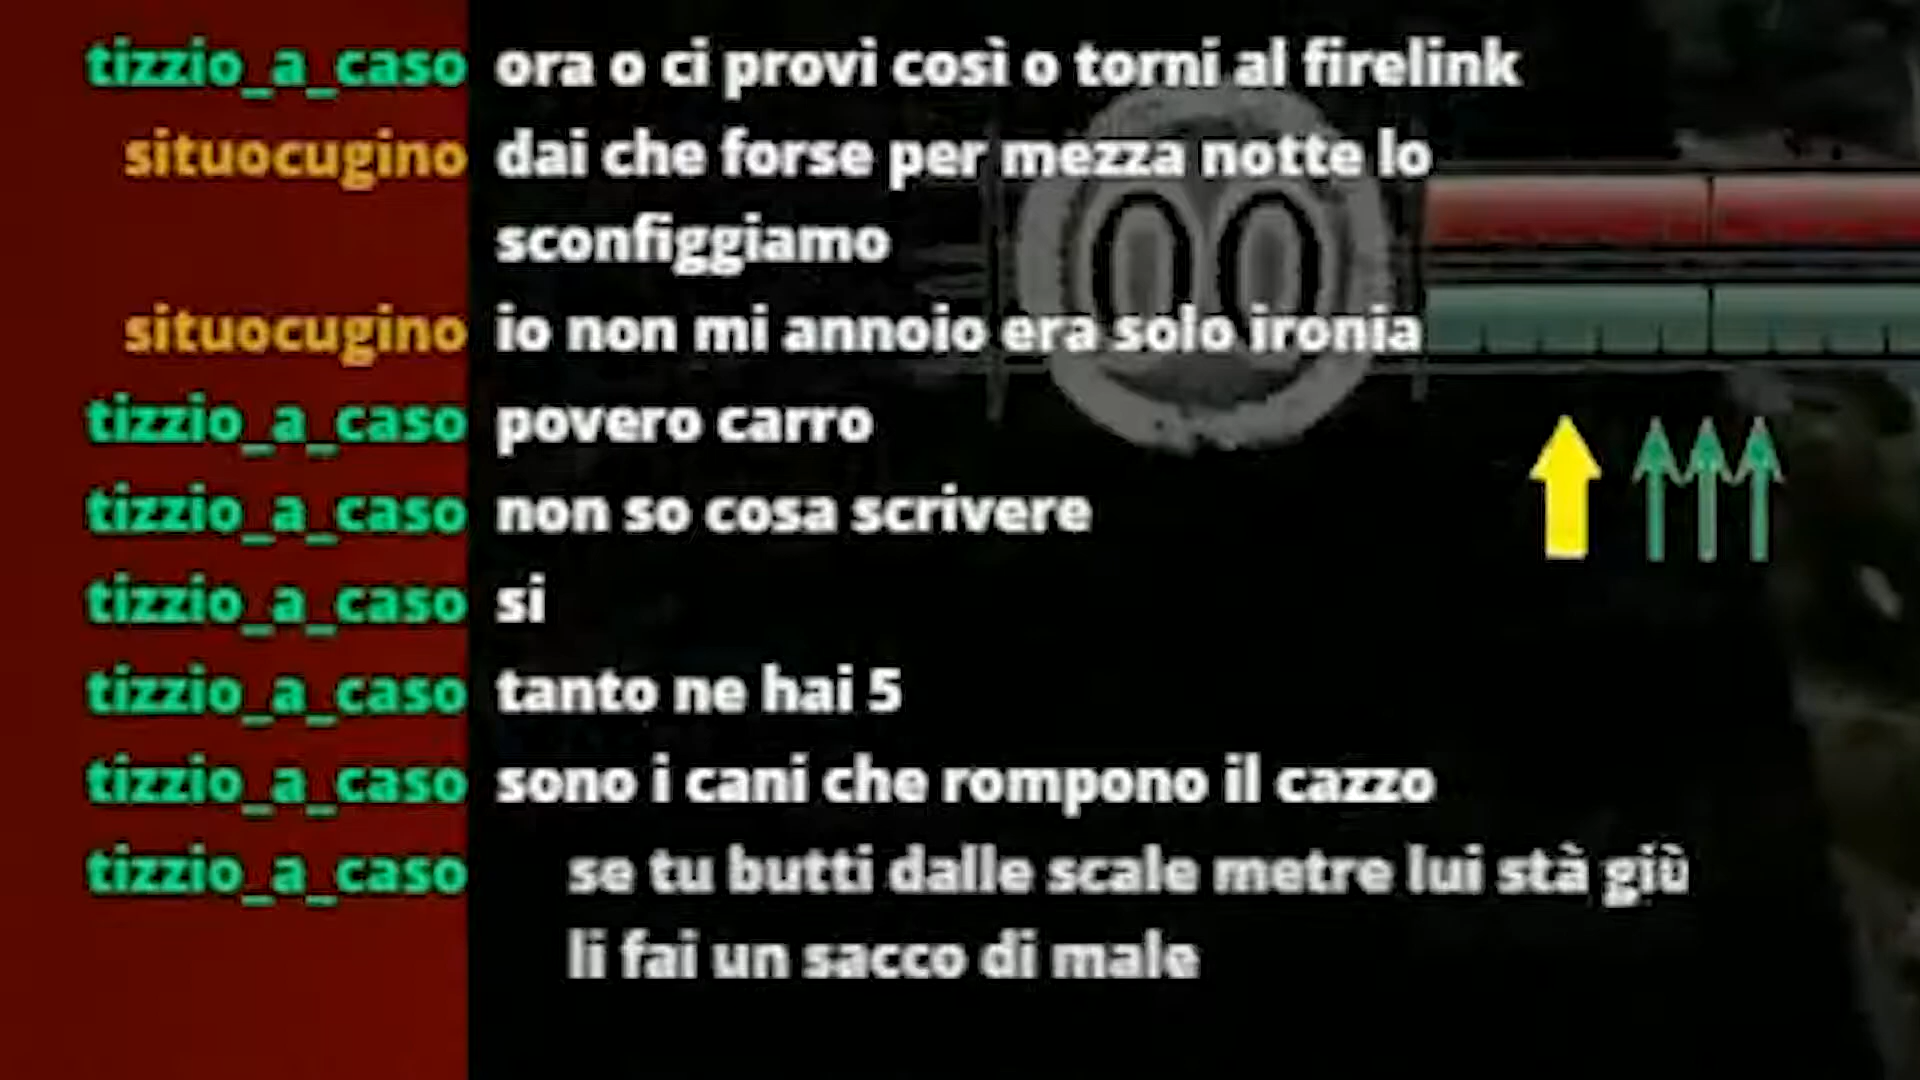 tizzio_a_caso ora o ci provi così o torni al firelink
situocugino dai che forse per mezza notte lo
sconfiggiamo
situocugino io non mi annoio era solo ironia
tizzio_a_caso povero carro
tizzio_a_caso non so cosa scrivere
tizzio_a_caso si
tizzio_a_caso tanto ne hai 5
tizzio_a_caso sono i cani che rompono il cazzo
tizzio_a_caso se tu butti dalle scale metre lui stà giù
li fai un sacco di male
00